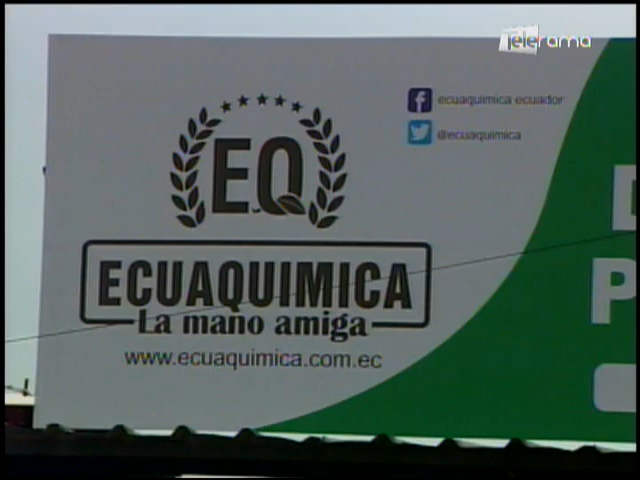 Telerama
ecuaquimica ecuador
@ecuaquimica
EQ
ECUAQUIMICA
La mano amiga
www.ecuaquimica.com.ec
P